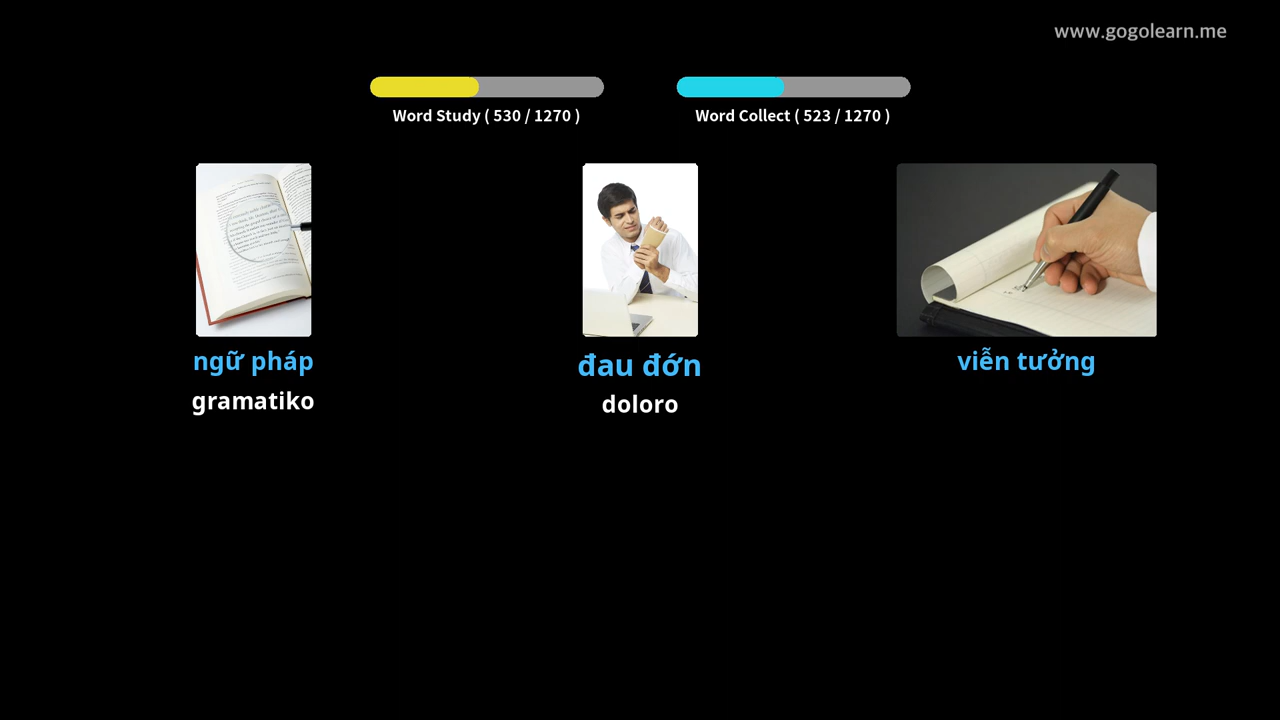 www.gogolearn.me
Word Study ( 530 / 1270 )
Word Collect ( 523 / 1270 )
ngữ pháp
gramatiko
đau đớn
doloro
viễn tưởng